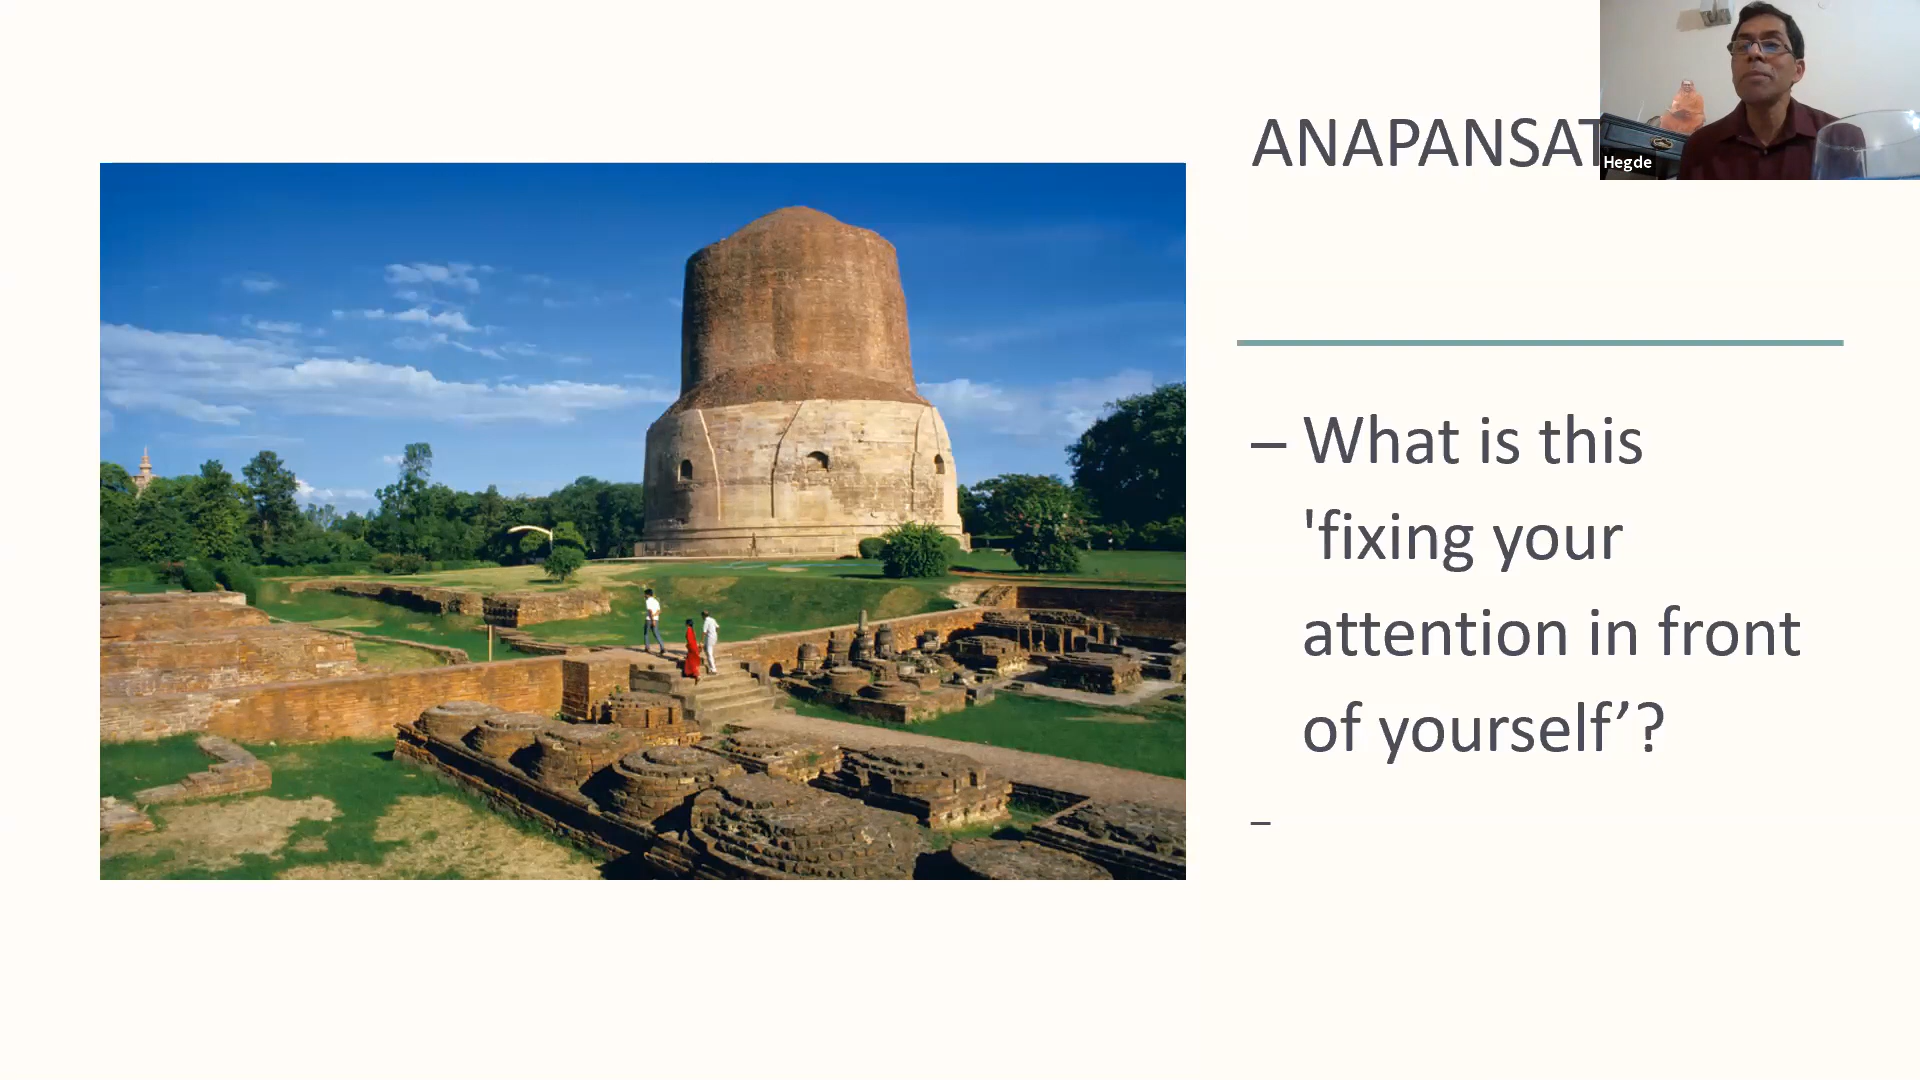 ANAPANSAT
Hegde
– What is this
'fixing your
attention in front
of yourself’?
–